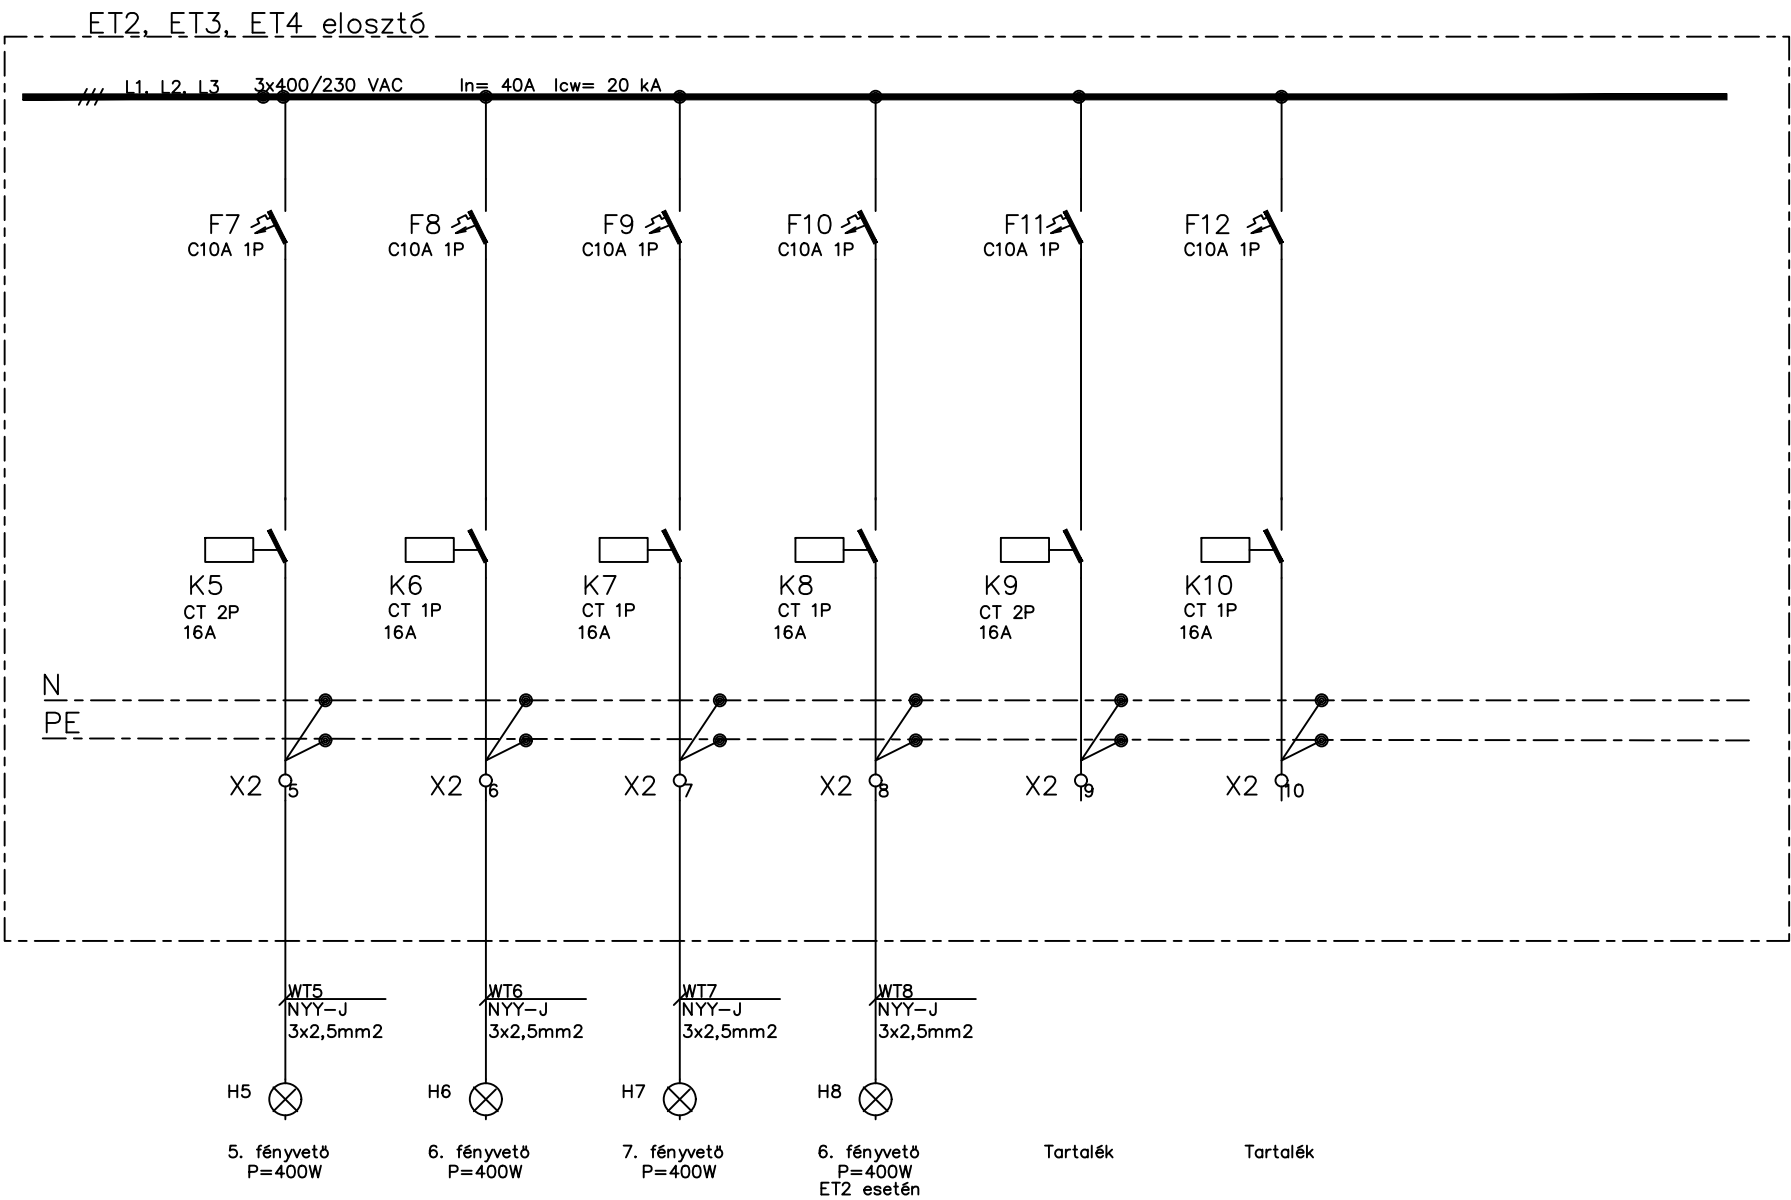 ET2, ET3, ET4 elosztó
L1, L2, L3 3x400/230 VAC In= 40A Icw= 20 kA
F7
C10A 1P
F8
C10A 1P
F9
C10A 1P
F10
C10A 1P
F11
C10A 1P
F12
C10A 1P
K5
CT 2P
16A
K6
CT 1P
16A
K7
CT 1P
16A
K8
CT 1P
16A
K9
CT 2P
16A
K10
CT 1P
16A
N
PE
X2 5
X2 6
X2 7
X2 8
X2 9
X2 10
WT5
NYY-J
3x2,5mm2
WT6
NYY-J
3x2,5mm2
WT7
NYY-J
3x2,5mm2
WT8
NYY-J
3x2,5mm2
H5
H6
H7
H8
5. fényvető
P=400W
6. fényvető
P=400W
7. fényvető
P=400W
6. fényvető
P=400W
ET2 esetén
Tartalék
Tartalék